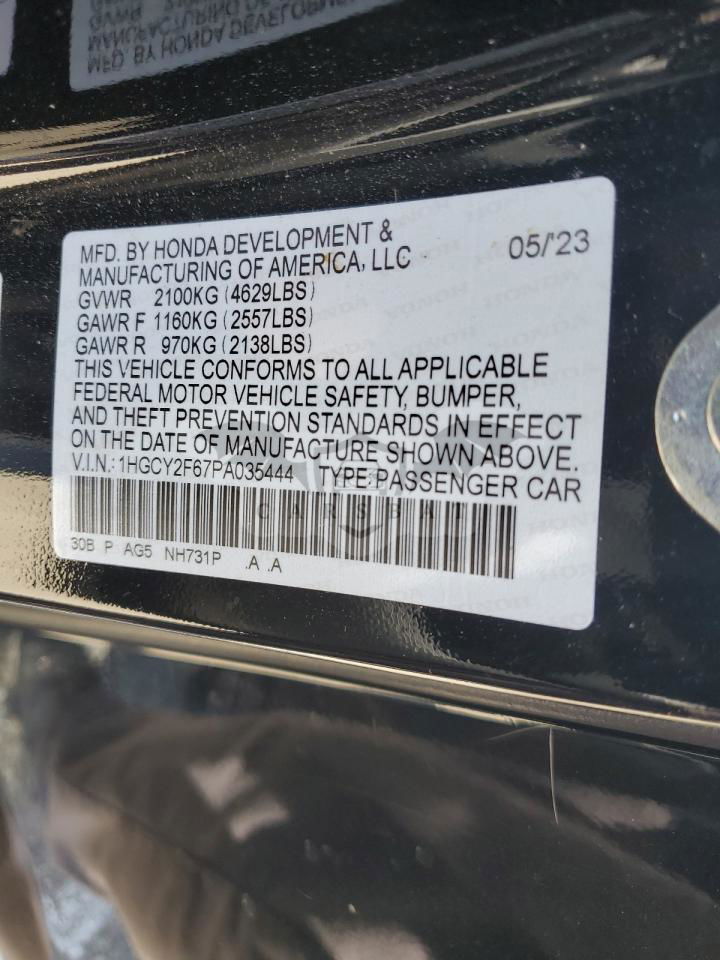 MFD. BY HONDA DEVELOPMENT &
MANUFACTURING OF AMERICA, LLC 05/'23
GVWR 2100KG (4629LBS)
GAWR F 1160KG (2557LBS)
GAWR R 970KG (2138LBS)
THIS VEHICLE CONFORMS TO ALL APPLICABLE
FEDERAL MOTOR VEHICLE SAFETY, BUMPER,
AND THEFT PREVENTION STANDARDS IN EFFECT
ON THE DATE OF MANUFACTURE SHOWN ABOVE.
V.I.N.: 1HGCY2F67PA035444 TYPE: PASSENGER CAR
CARSBAT
30B P AG5 NH731P .A .A